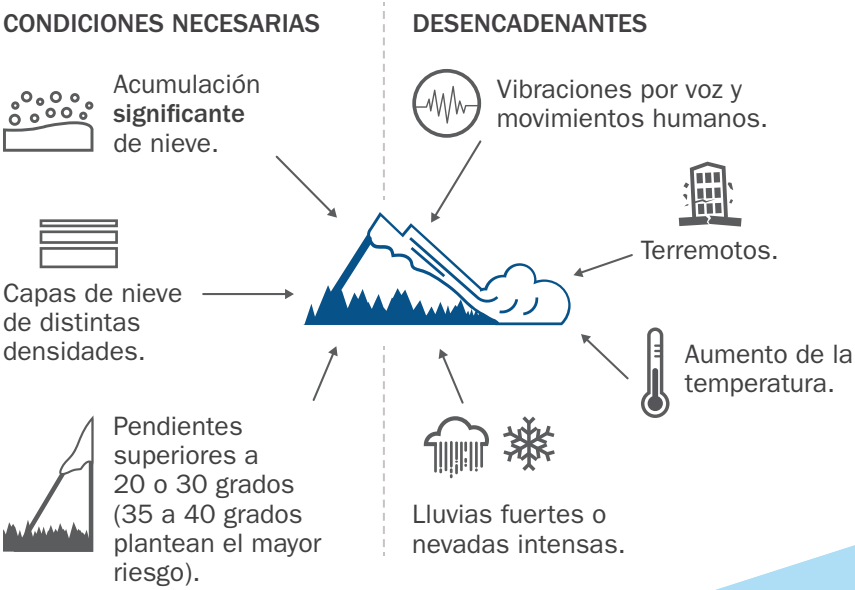 CONDICIONES NECESARIAS
Acumulación
significante
de nieve.
Capas de nieve
de distintas
densidades.
Pendientes
superiores a
20 o 30 grados
(35 a 40 grados
plantean el mayor
riesgo).
DESENCADENANTES
Vibraciones por voz y
movimientos humanos.
Terremotos.
Aumento de la
temperatura.
Lluvias fuertes o
nevadas intensas.